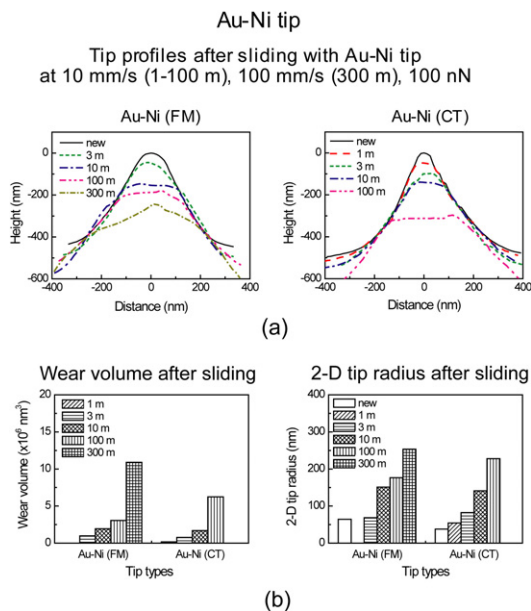 Au-Ni tip
Tip profiles after sliding with Au-Ni tip
at 10 mm/s (1-100 m), 100 mm/s (300 m), 100 nN
Au-Ni (FM)
Au-Ni (CT)
new
3 m
10 m
100 m
300 m
new
1 m
3 m
10 m
100 m
Height (nm)
0
-200
-400
-600
-400 -200 0 200 400
Distance (nm)
Height (nm)
0
-200
-400
-600
-400 -200 0 200 400
Distance (nm)
(a)
Wear volume after sliding
2-D tip radius after sliding
Wear volume (x10⁶ nm³)
20
15
10
5
0
1 m
3 m
10 m
100 m
300 m
Au-Ni (FM) Au-Ni (CT)
Tip types
2-D tip radius (nm)
400
300
200
100
0
new
1 m
3 m
10 m
100 m
300 m
Au-Ni (FM) Au-Ni (CT)
Tip types
(b)